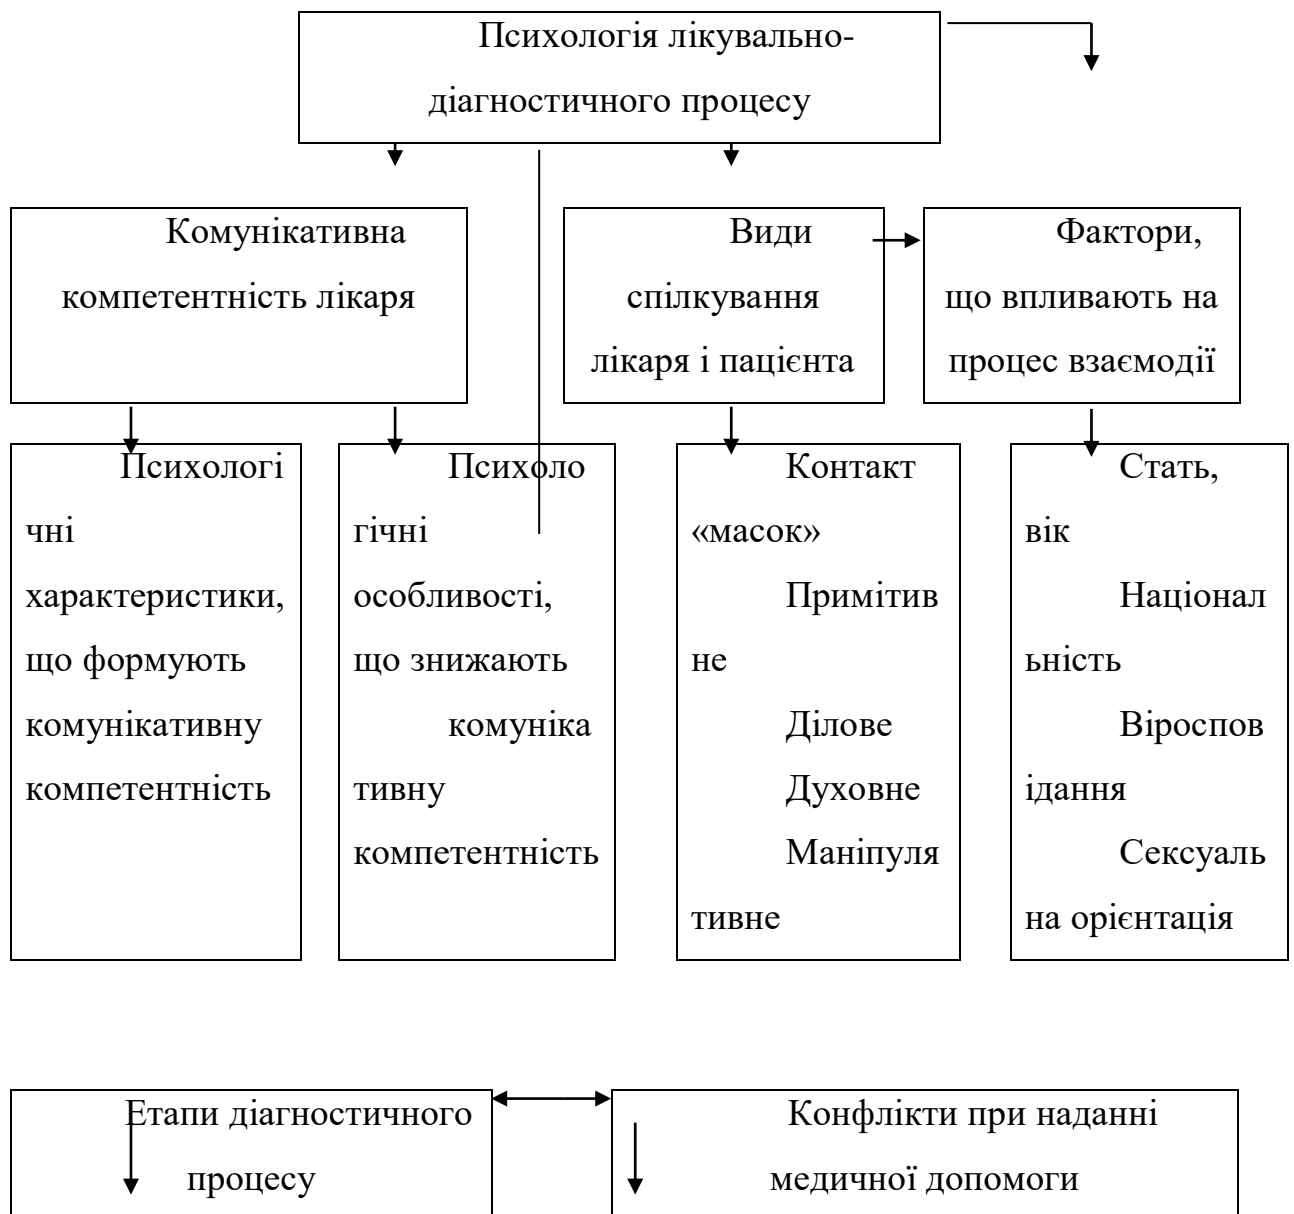 Психологія лікувально-
діагностичного процесу
Комунікативна
компетентність лікаря
Види
спілкування
лікаря і пацієнта
Фактори,
що впливають на
процес взаємодії
Психологі
чні
характеристики,
що формують
комунікативну
компетентність
Психоло
гічні
особливості,
що знижають
комуніка
тивну
компетентність
Контакт
«масок»
Примітив
не
Ділове
Духовне
Маніпуля
тивне
Стать,
вік
Націонал
ьність
Віроспов
ідання
Сексуаль
на орієнтація
Етапи діагностичного
процесу
Конфлікти при наданні
медичної допомоги